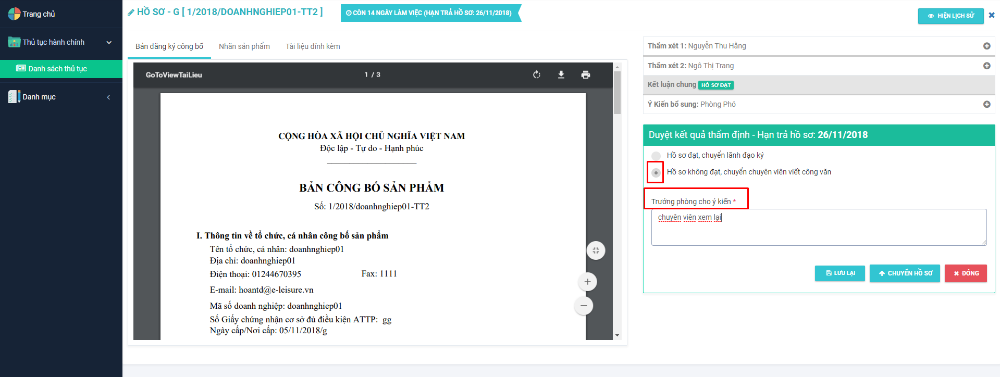 Trang chủ
Thủ tục hành chính
Danh sách thủ tục
Danh mục
HỒ SƠ - G [ 1/2018/DOANHNGHIEP01-TT2 ]
CÒN 14 NGÀY LÀM VIỆC (HẠN TRẢ HỒ SƠ: 26/11/2018)
HIỆN LỊCH SỬ
Bản đăng ký công bố
Nhãn sản phẩm
Tài liệu đính kèm
GoToViewTaiLieu
1 / 3
CỘNG HÒA XÃ HỘI CHỦ NGHĨA VIỆT NAM
Độc lập - Tự do - Hạnh phúc
BẢN CÔNG BỐ SẢN PHẨM
Số: 1/2018/doanhnghiep01-TT2
I. Thông tin về tổ chức, cá nhân công bố sản phẩm
Tên tổ chức, cá nhân: doanhnghiep01
Địa chỉ: doanhnghiep01
Điện thoại: 01244670395 Fax: 1111
E-mail: hoantd@e-leisure.vn
Mã số doanh nghiệp: doanhnghiep01
Số Giấy chứng nhận cơ sở đủ điều kiện ATTP: gg
Ngày cấp/Nơi cấp: 05/11/2018/g
Thẩm xét 1: Nguyễn Thu Hằng
Thẩm xét 2: Ngô Thị Trang
Kết luận chung HỒ SƠ ĐẠT
Ý Kiến bổ sung: Phòng Phó
Duyệt kết quả thẩm định - Hạn trả hồ sơ: 26/11/2018
Hồ sơ đạt, chuyển lãnh đạo ký
Hồ sơ không đạt, chuyển chuyên viên viết công văn
Trưởng phòng cho ý kiến *
chuyên viên xem lại
LƯU LẠI
CHUYỂN HỒ SƠ
ĐÓNG